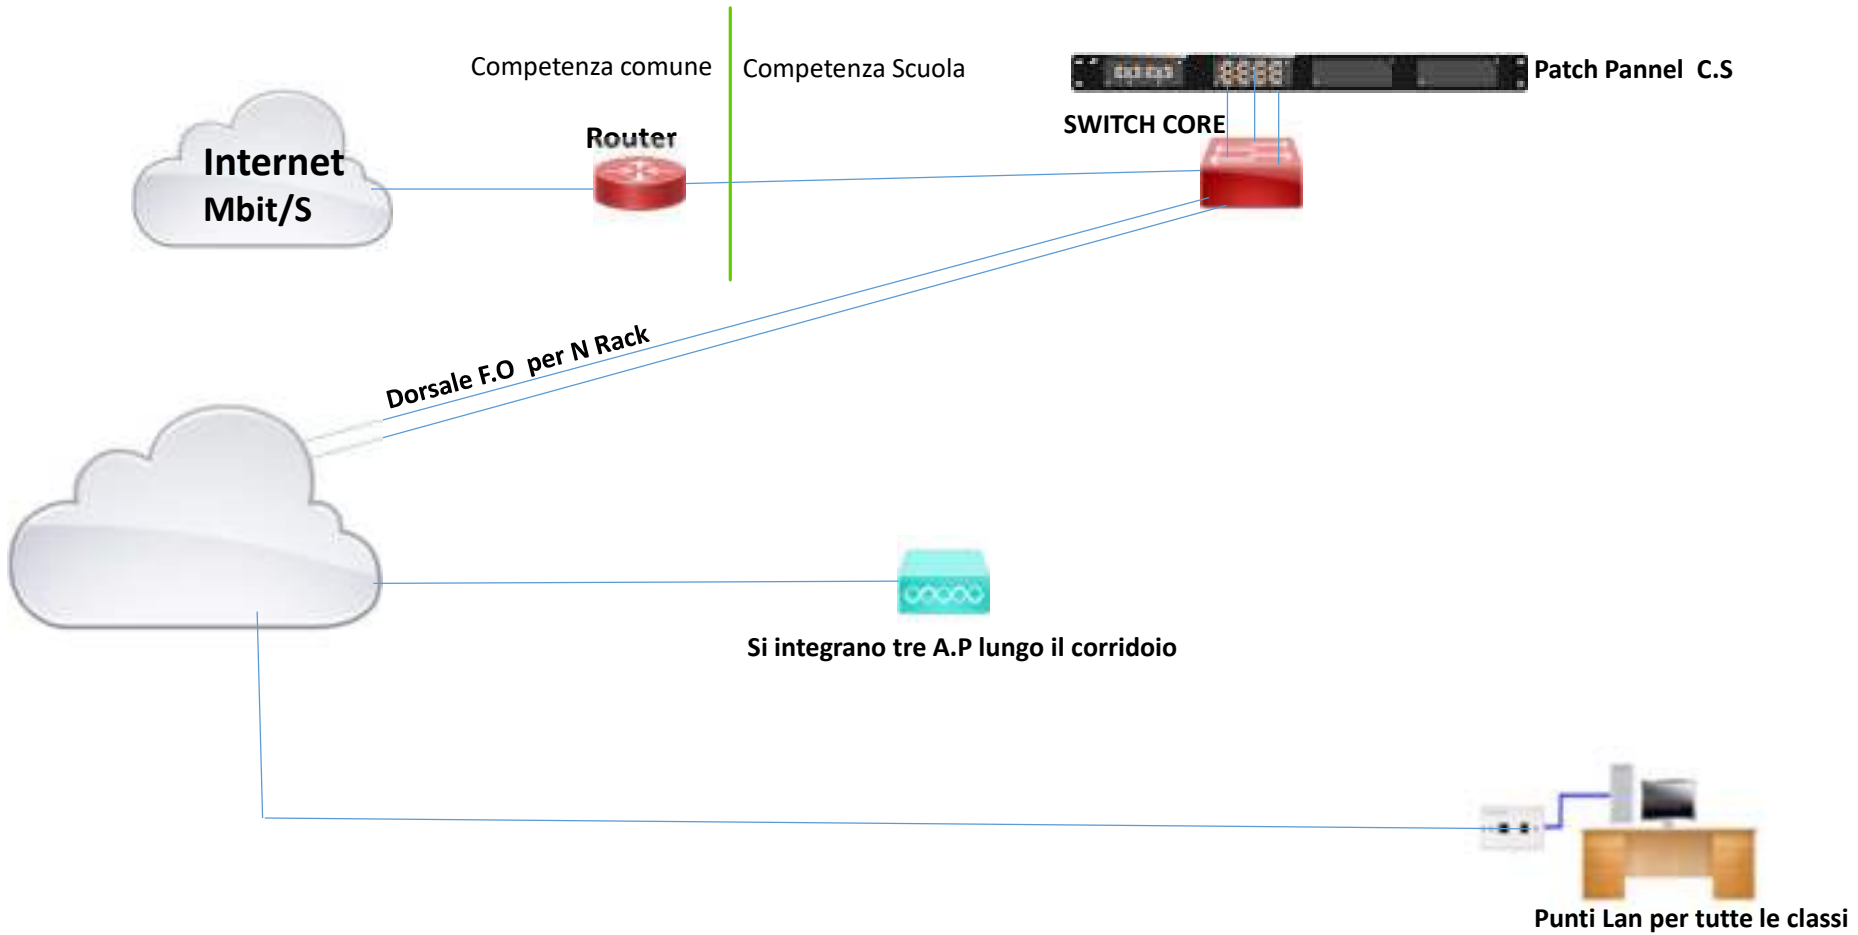 Competenza comune
Competenza Scuola
Patch Pannel  C.S
SWITCH CORE
Router
Internet
Mbit/S
Dorsale F.O  per N Rack
Si integrano tre A.P lungo il corridoio
Punti Lan per tutte le classi